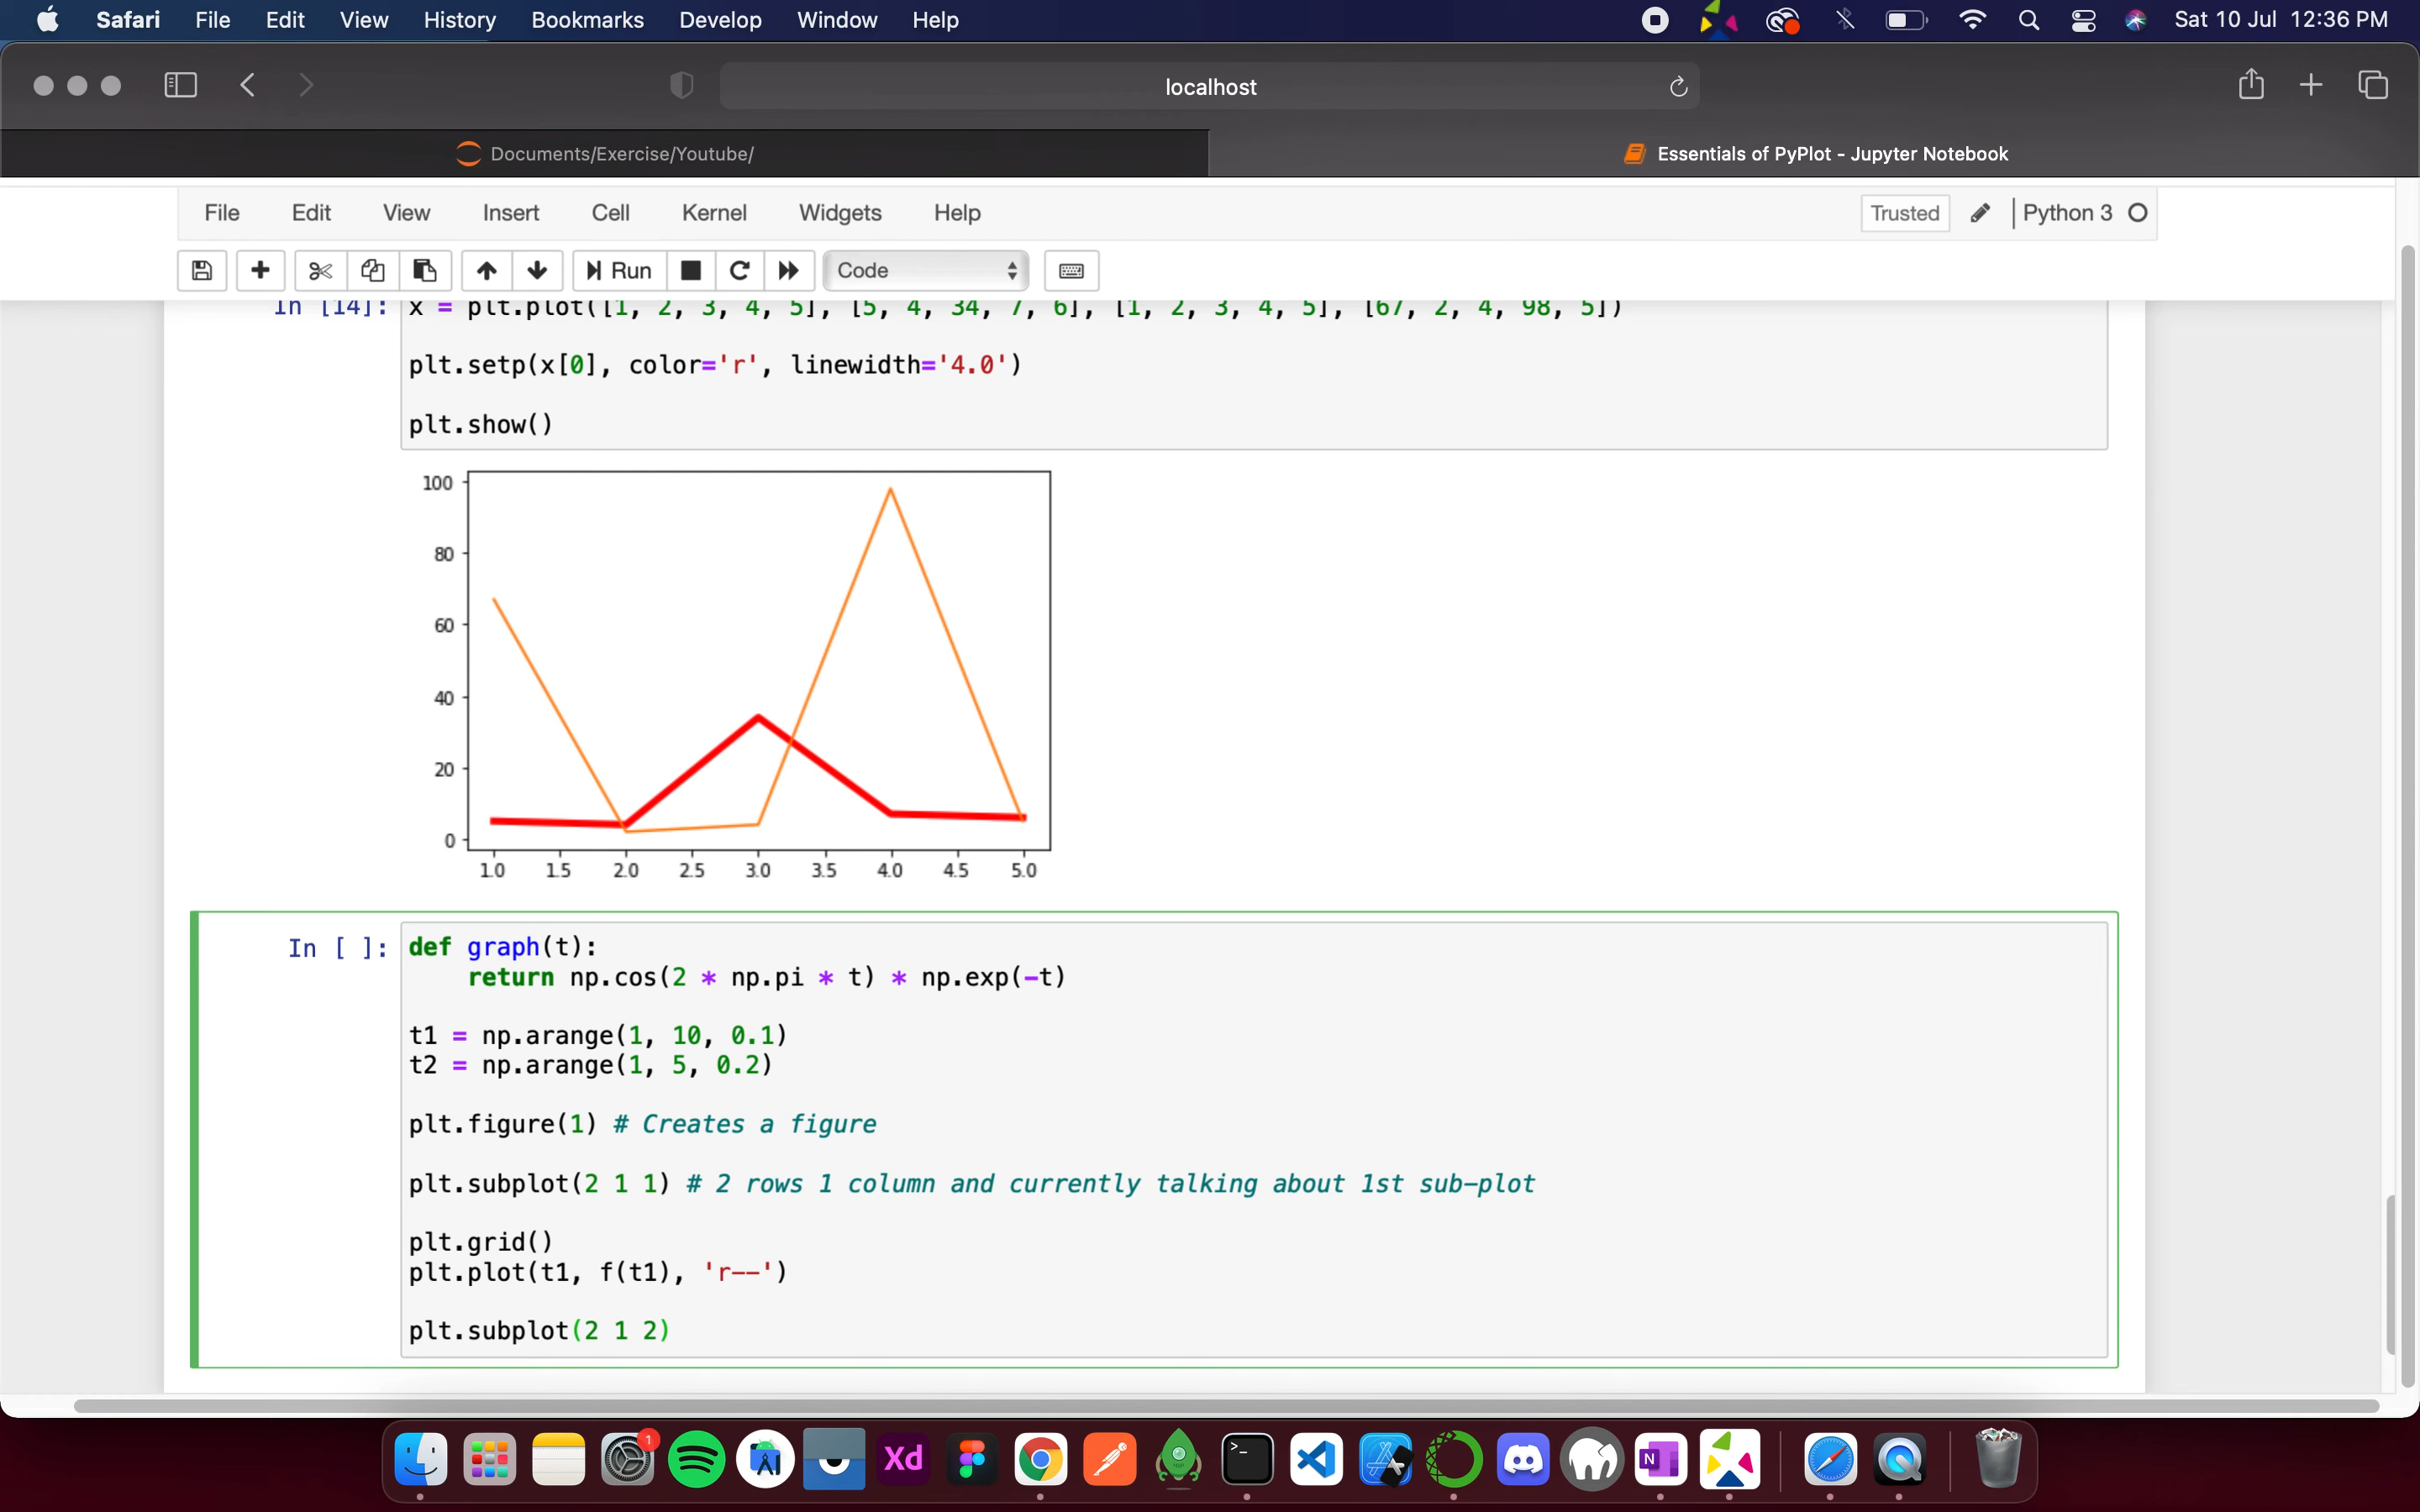 Safari File Edit View History Bookmarks Develop Window Help Sat 10 Jul 12:36 PM
localhost
Documents/Exercise/Youtube/ Essentials of PyPlot - Jupyter Notebook
File Edit View Insert Cell Kernel Widgets Help Trusted Python 3
Run Code
In [14]: x = plt.plot([1, 2, 3, 4, 5], [5, 4, 34, 7, 6], [1, 2, 3, 4, 5], [67, 2, 4, 98, 5])
plt.setp(x[0], color='r', linewidth='4.0')
plt.show()
100
80
60
40
20
0
1.0 1.5 2.0 2.5 3.0 3.5 4.0 4.5 5.0
In [ ]: def graph(t):
return np.cos(2 * np.pi * t) * np.exp(-t)
t1 = np.arange(1, 10, 0.1)
t2 = np.arange(1, 5, 0.2)
plt.figure(1) # Creates a figure
plt.subplot(2 1 1) # 2 rows 1 column and currently talking about 1st sub-plot
plt.grid()
plt.plot(t1, f(t1), 'r--')
plt.subplot(2 1 2)
1
Xd
>_
N